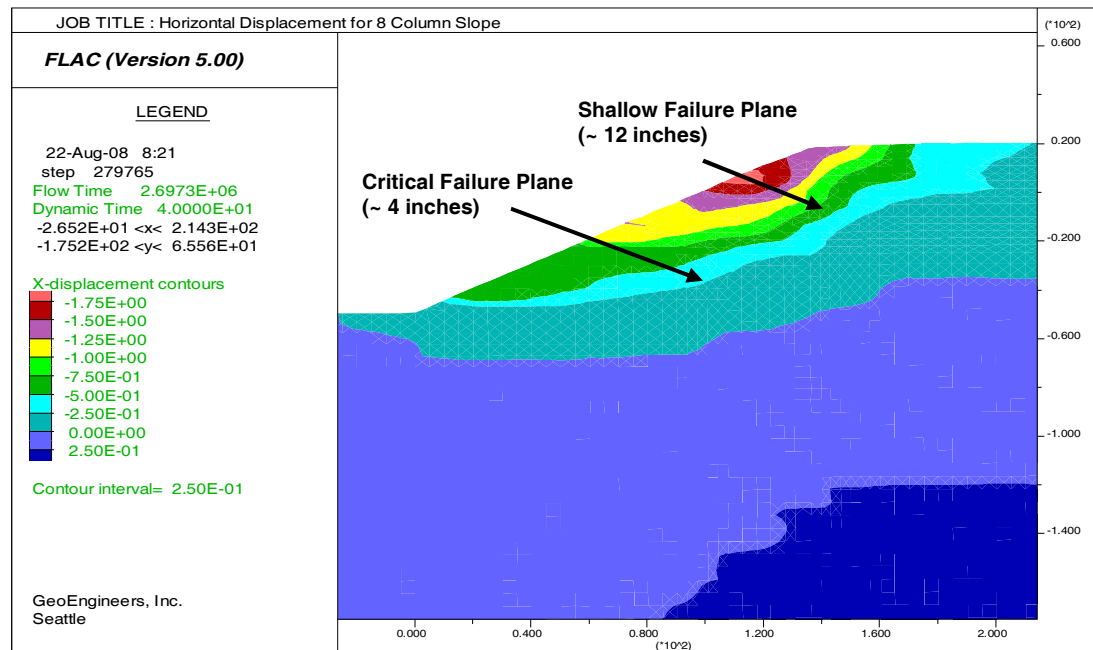 JOB TITLE : Horizontal Displacement for 8 Column Slope
FLAC (Version 5.00)
LEGEND
22-Aug-08 8:21
step 279765
Flow Time 2.6973E+06
Dynamic Time 4.0000E+01
-2.652E+01 <x< 2.143E+02
-1.752E+02 <y< 6.556E+01
X-displacement contours
-1.75E+00
-1.50E+00
-1.25E+00
-1.00E+00
-7.50E-01
-5.00E-01
-2.50E-01
0.00E+00
2.50E-01
Contour interval= 2.50E-01
GeoEngineers, Inc.
Seattle
Shallow Failure Plane
(~ 12 inches)
Critical Failure Plane
(~ 4 inches)
(*10^2)
0.600
0.200
-0.200
-0.600
-1.000
-1.400
0.000 0.400 0.800 1.200 1.600 2.000
(*10^2)